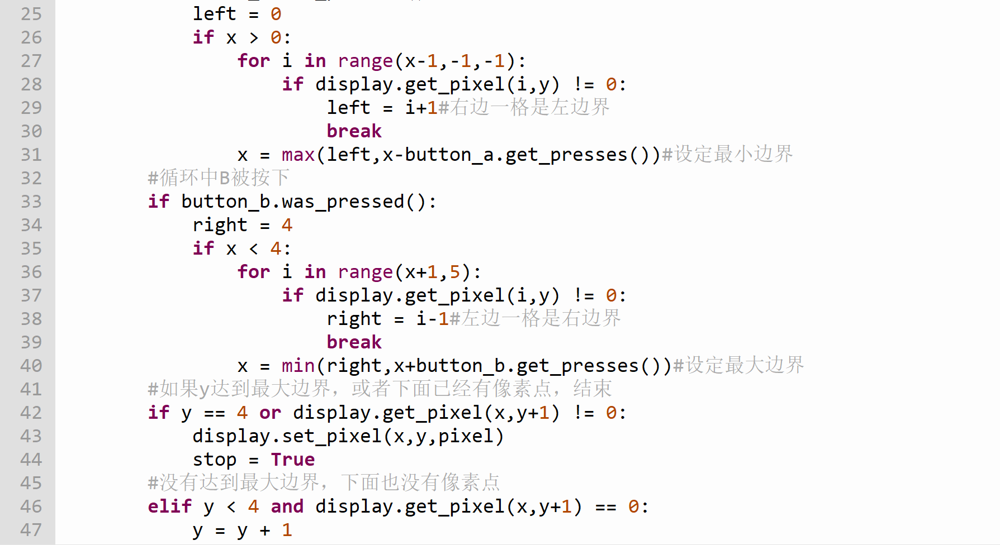 25 left = 0
26 if x > 0:
27 for i in range(x-1,-1,-1):
28 if display.get_pixel(i,y) != 0:
29 left = i+1#右边一格是左边界
30 break
31 x = max(left,x-button_a.get_presses())#设定最小边界
32 #循环中B被按下
33 if button_b.was_pressed():
34 right = 4
35 if x < 4:
36 for i in range(x+1,5):
37 if display.get_pixel(i,y) != 0:
38 right = i-1#左边一格是右边界
39 break
40 x = min(right,x+button_b.get_presses())#设定最大边界
41 #如果y达到最大边界，或者下面已经有像素点，结束
42 if y == 4 or display.get_pixel(x,y+1) != 0:
43 display.set_pixel(x,y,pixel)
44 stop = True
45 #没有达到最大边界，下面也没有像素点
46 elif y < 4 and display.get_pixel(x,y+1) == 0:
47 y = y + 1